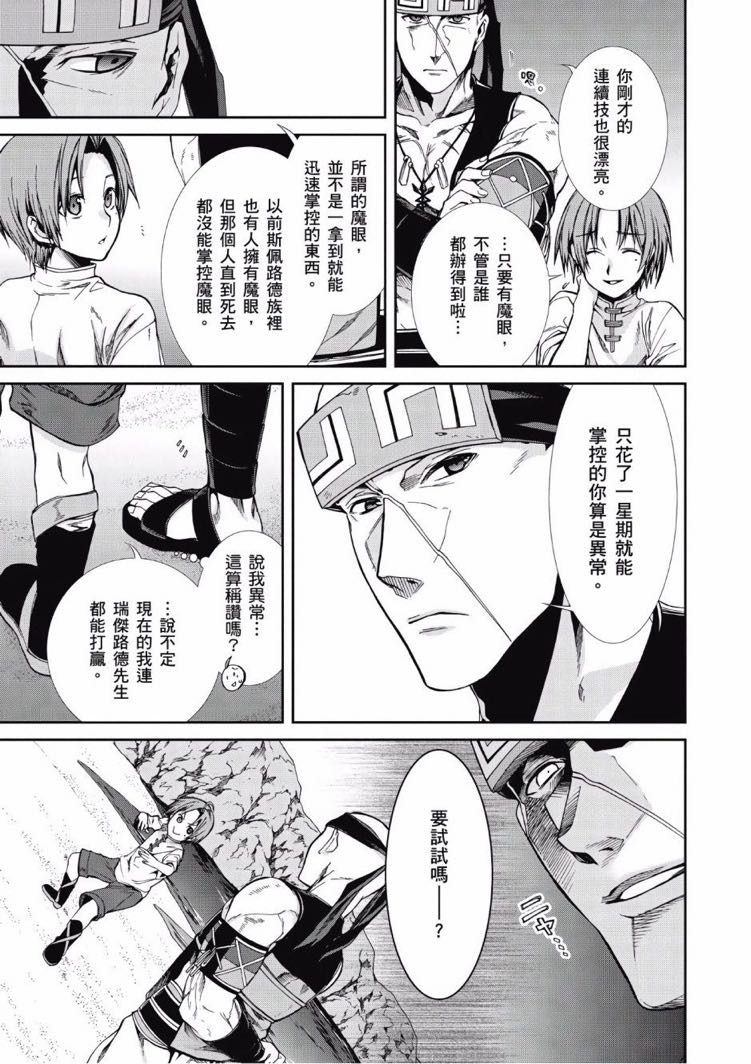 你剛才的
連續技也很漂亮。
嗯。
…只要有魔眼，
不管是誰
都辦得到啦…
所謂的魔眼，
並不是一拿到就能
迅速掌控的東西。
以前斯佩路德族裡
也有人擁有魔眼，
但那個人直到死去
都沒能掌控魔眼。
只花了一星期就能
掌控的你算是異常。
說我異常…
這算稱讚嗎？
…說不定
現在的我連
瑞傑路德先生
都能打贏。
ニャ…
要試試嗎——？